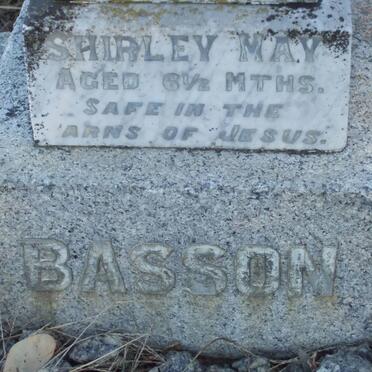 SHIRLEY MAY
AGED 6½ MTHS.
SAFE IN THE
ARMS OF JESUS.
BASSON